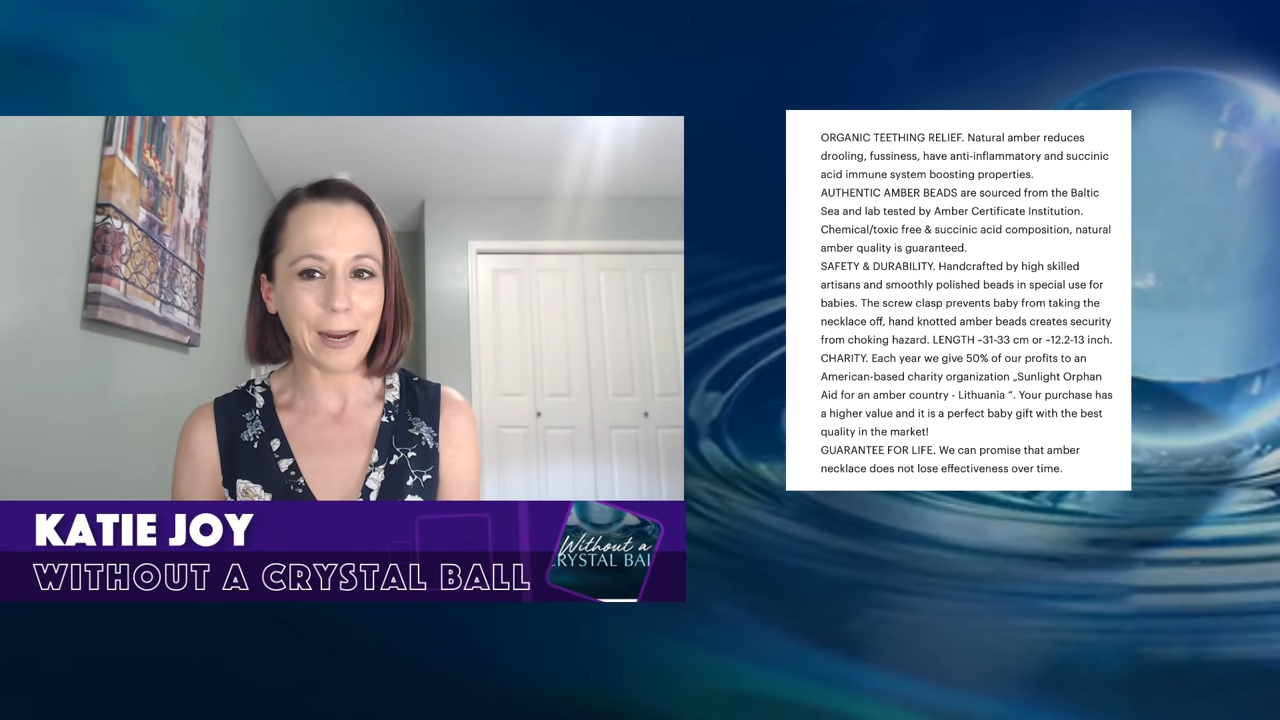 ORGANIC TEETHING RELIEF. Natural amber reduces
drooling, fussiness, have anti-inflammatory and succinic
acid immune system boosting properties.
AUTHENTIC AMBER BEADS are sourced from the Baltic
Sea and lab tested by Amber Certificate Institution.
Chemical/toxic free & succinic acid composition, natural
amber quality is guaranteed.
SAFETY & DURABILITY. Handcrafted by high skilled
artisans and smoothly polished beads in special use for
babies. The screw clasp prevents baby from taking the
necklace off, hand knotted amber beads creates security
from choking hazard. LENGTH ~31-33 cm or ~12.2-13 inch.
CHARITY. Each year we give 50% of our profits to an
American-based charity organization „Sunlight Orphan
Aid for an amber country - Lithuania “. Your purchase has
a higher value and it is a perfect baby gift with the best
quality in the market!
GUARANTEE FOR LIFE. We can promise that amber
necklace does not lose effectiveness over time.
KATIE JOY
WITHOUT A CRYSTAL BALL
Without a
CRYSTAL BAL